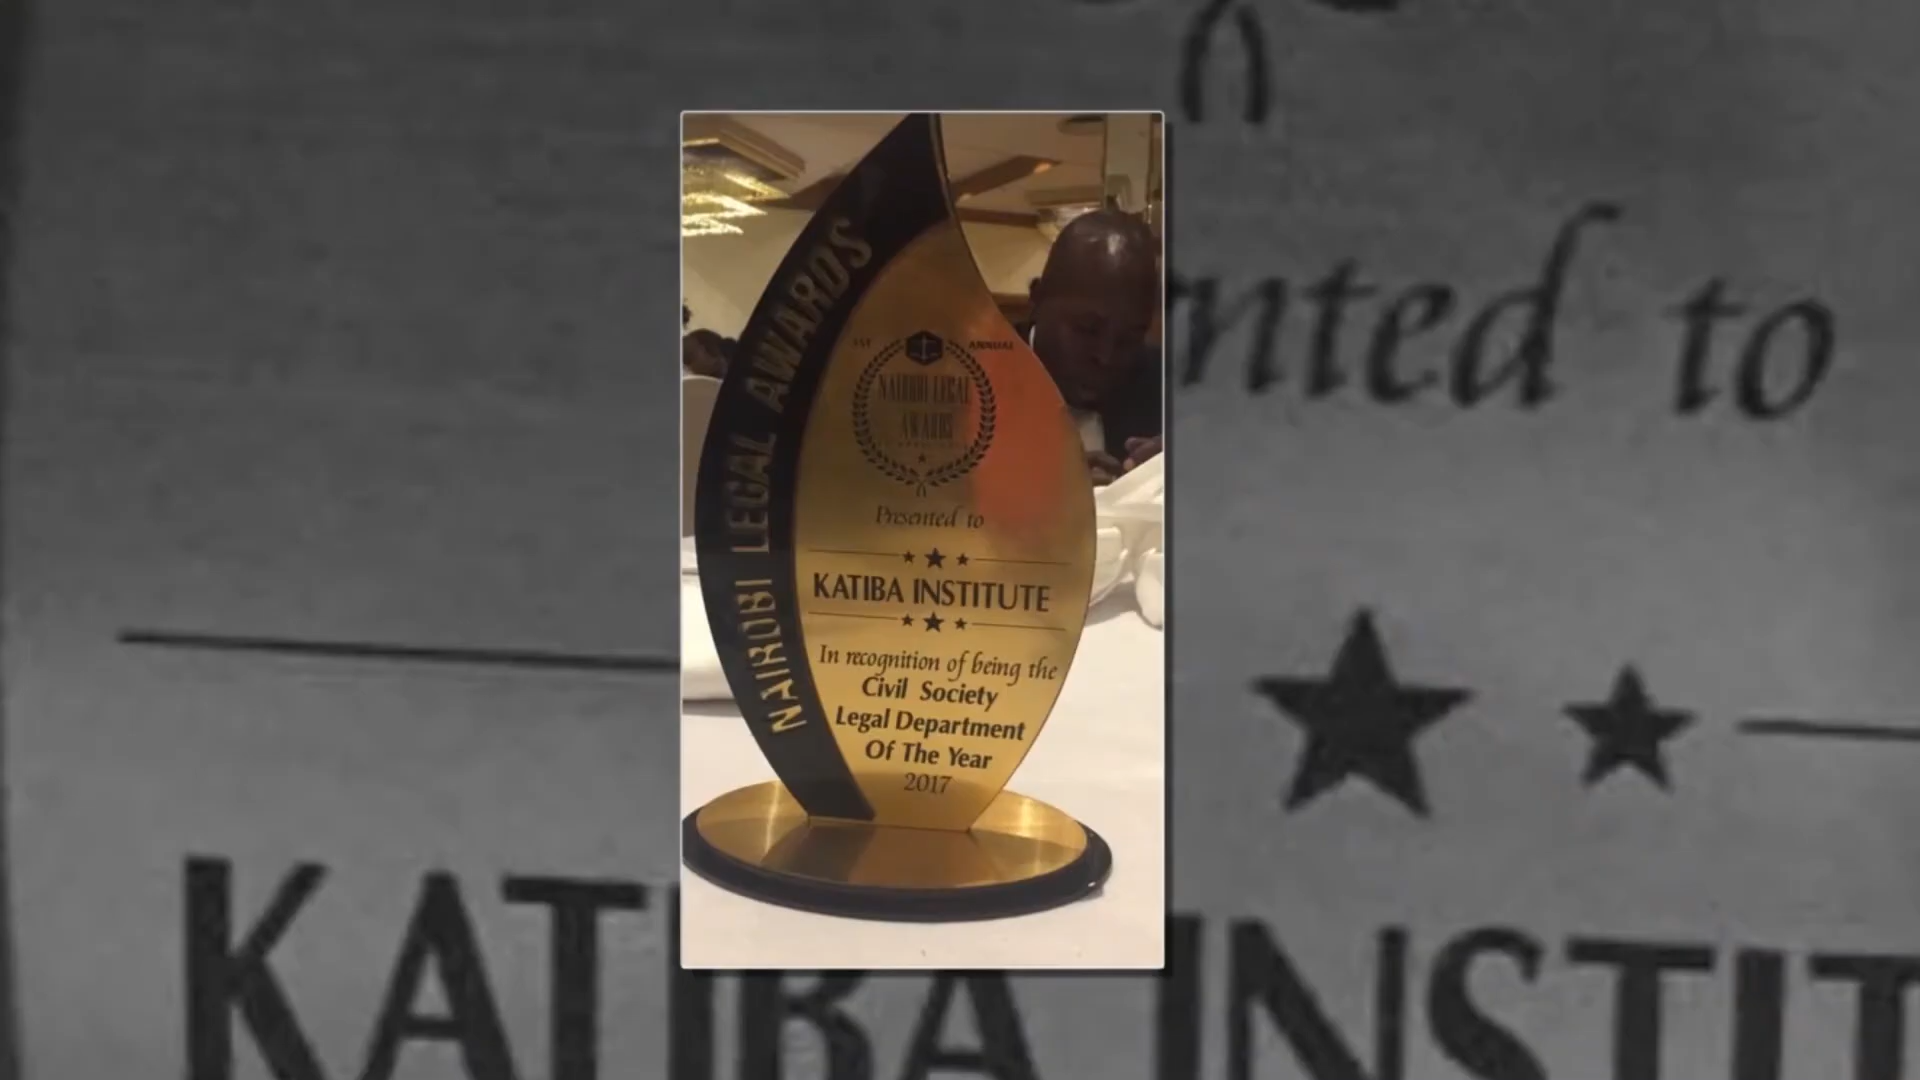 NAIROBI LEGAL AWARDS
1ST ANNUAL
NAIROBI LEGAL
AWARDS
Presented to
KATIBA INSTITUTE
In recognition of being the
Civil Society
Legal Department
Of The Year
2017
nted to
KATIBA INSTIT